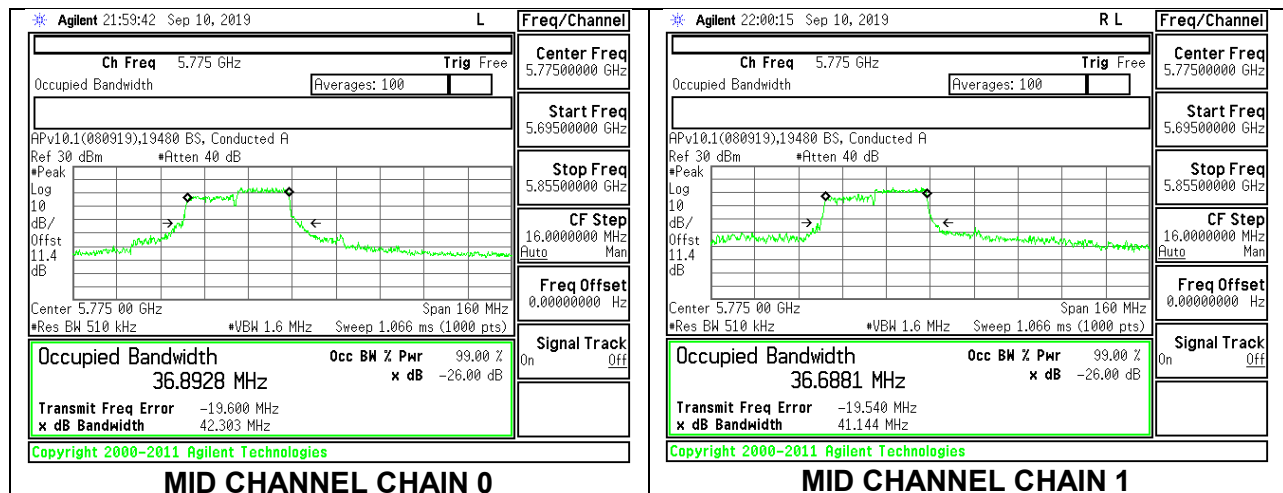 Agilent 21:59:42 Sep 10, 2019 L Freq/Channel
Ch Freq 5.775 GHz Trig Free
Occupied Bandwidth Averages: 100
Center Freq
5.77500000 GHz
Start Freq
5.69500000 GHz
APv10.1(080919),19480 BS, Conducted A
Ref 30 dBm #Atten 40 dB
#Peak
Log
10
dB/
Offst
11.4
dB
Stop Freq
5.85500000 GHz
CF Step
16.0000000 MHz
Auto Man
Freq Offset
0.00000000 Hz
Center 5.775 00 GHz Span 160 MHz
#Res BW 510 kHz #VBW 1.6 MHz Sweep 1.066 ms (1000 pts)
Signal Track
On Off
Occupied Bandwidth Occ BW % Pwr 99.00 %
36.8928 MHz x dB -26.00 dB
Transmit Freq Error -19.600 MHz
x dB Bandwidth 42.303 MHz
Copyright 2000-2011 Agilent Technologies
MID CHANNEL CHAIN 0
Agilent 22:00:15 Sep 10, 2019 R L Freq/Channel
Ch Freq 5.775 GHz Trig Free
Occupied Bandwidth Averages: 100
Center Freq
5.77500000 GHz
Start Freq
5.69500000 GHz
APv10.1(080919),19480 BS, Conducted A
Ref 30 dBm #Atten 40 dB
#Peak
Log
10
dB/
Offst
11.4
dB
Stop Freq
5.85500000 GHz
CF Step
16.0000000 MHz
Auto Man
Freq Offset
0.00000000 Hz
Center 5.775 00 GHz Span 160 MHz
#Res BW 510 kHz #VBW 1.6 MHz Sweep 1.066 ms (1000 pts)
Signal Track
On Off
Occupied Bandwidth Occ BW % Pwr 99.00 %
36.6881 MHz x dB -26.00 dB
Transmit Freq Error -19.540 MHz
x dB Bandwidth 41.144 MHz
Copyright 2000-2011 Agilent Technologies
MID CHANNEL CHAIN 1